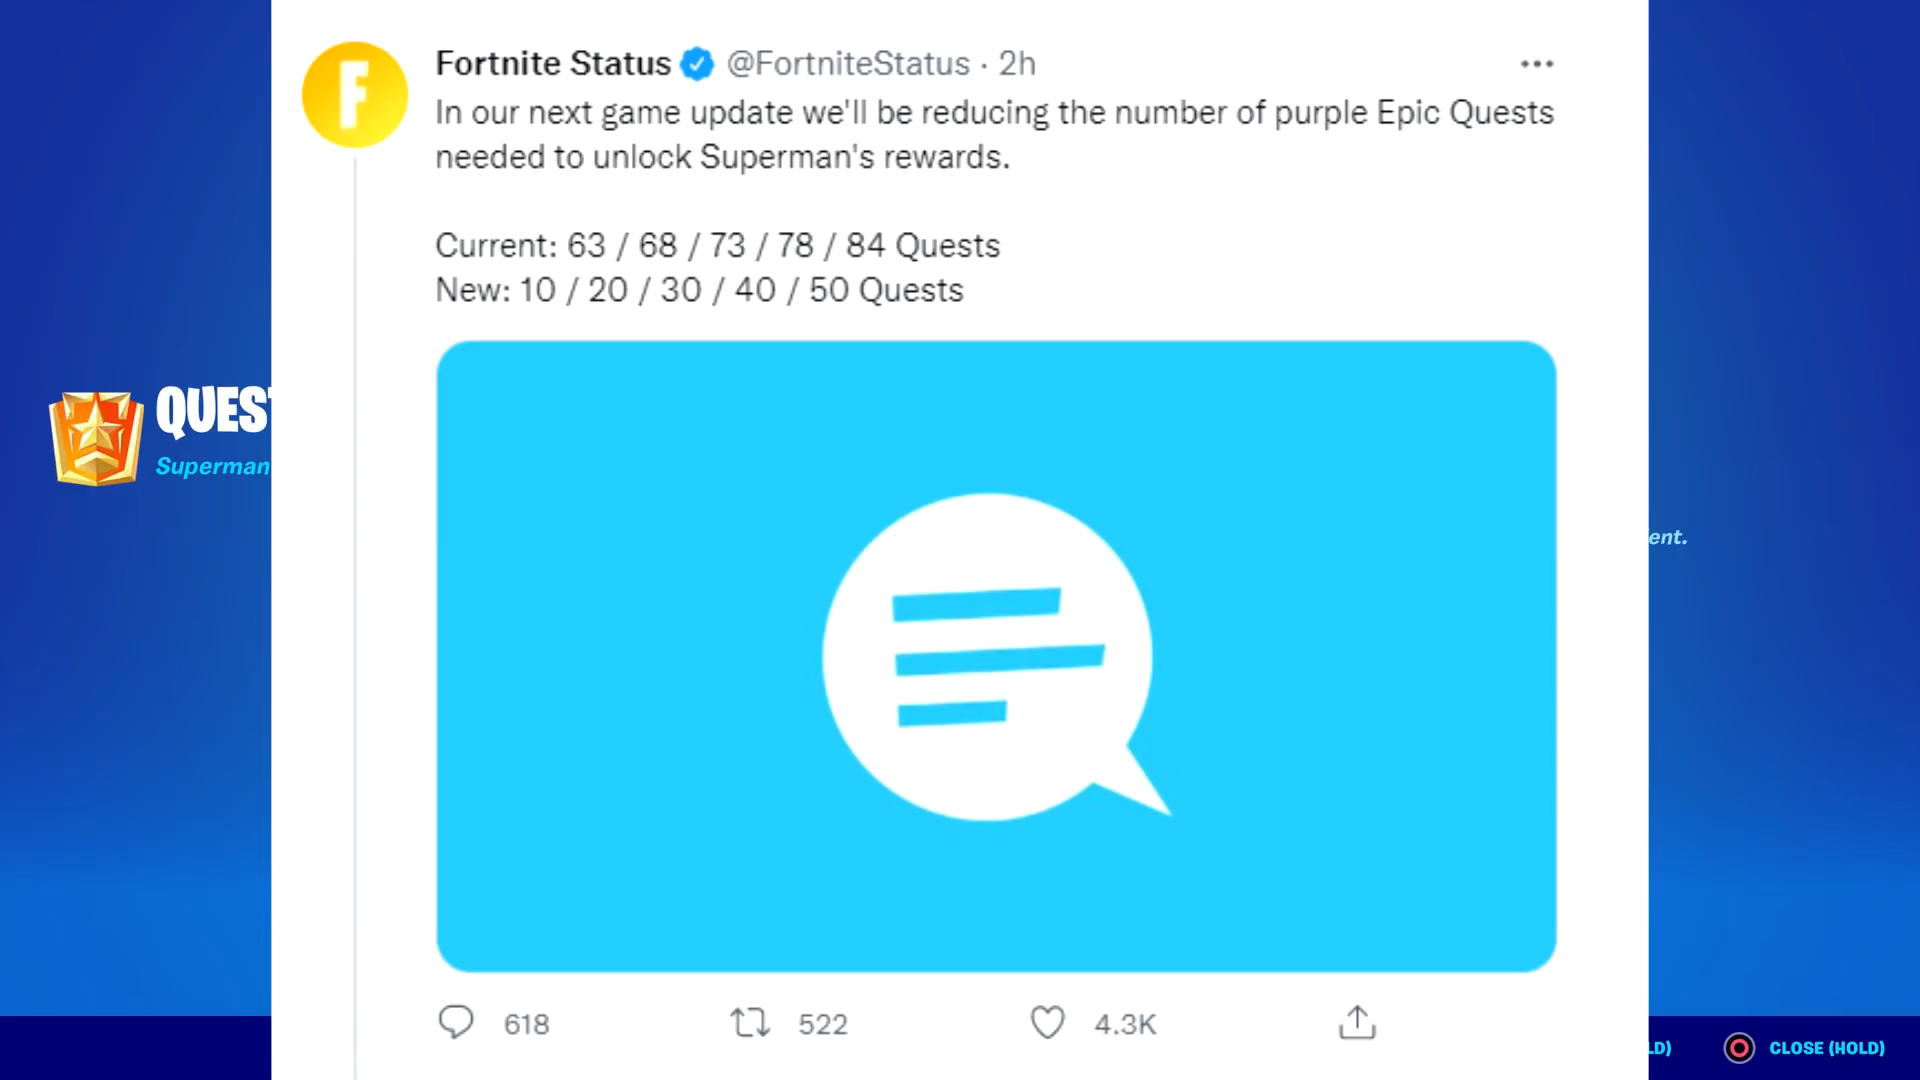 Fortnite Status @FortniteStatus · 2h
In our next game update we'll be reducing the number of purple Epic Quests
needed to unlock Superman's rewards.
Current: 63 / 68 / 73 / 78 / 84 Quests
New: 10 / 20 / 30 / 40 / 50 Quests
QUEST
Superman
ent.
618 522 4.3K
LD) CLOSE (HOLD)